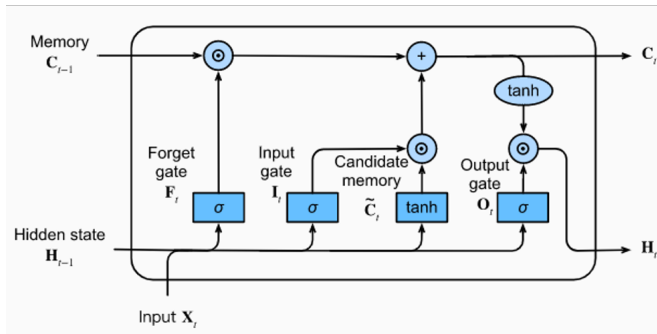 Memory
C_{t−1}
C_t
tanh
Forget
gate
F_t
Input
gate
I_t
Candidate
memory
C̃_t
Output
gate
O_t
σ
σ
tanh
σ
Hidden state
H_{t−1}
H_t
Input X_t